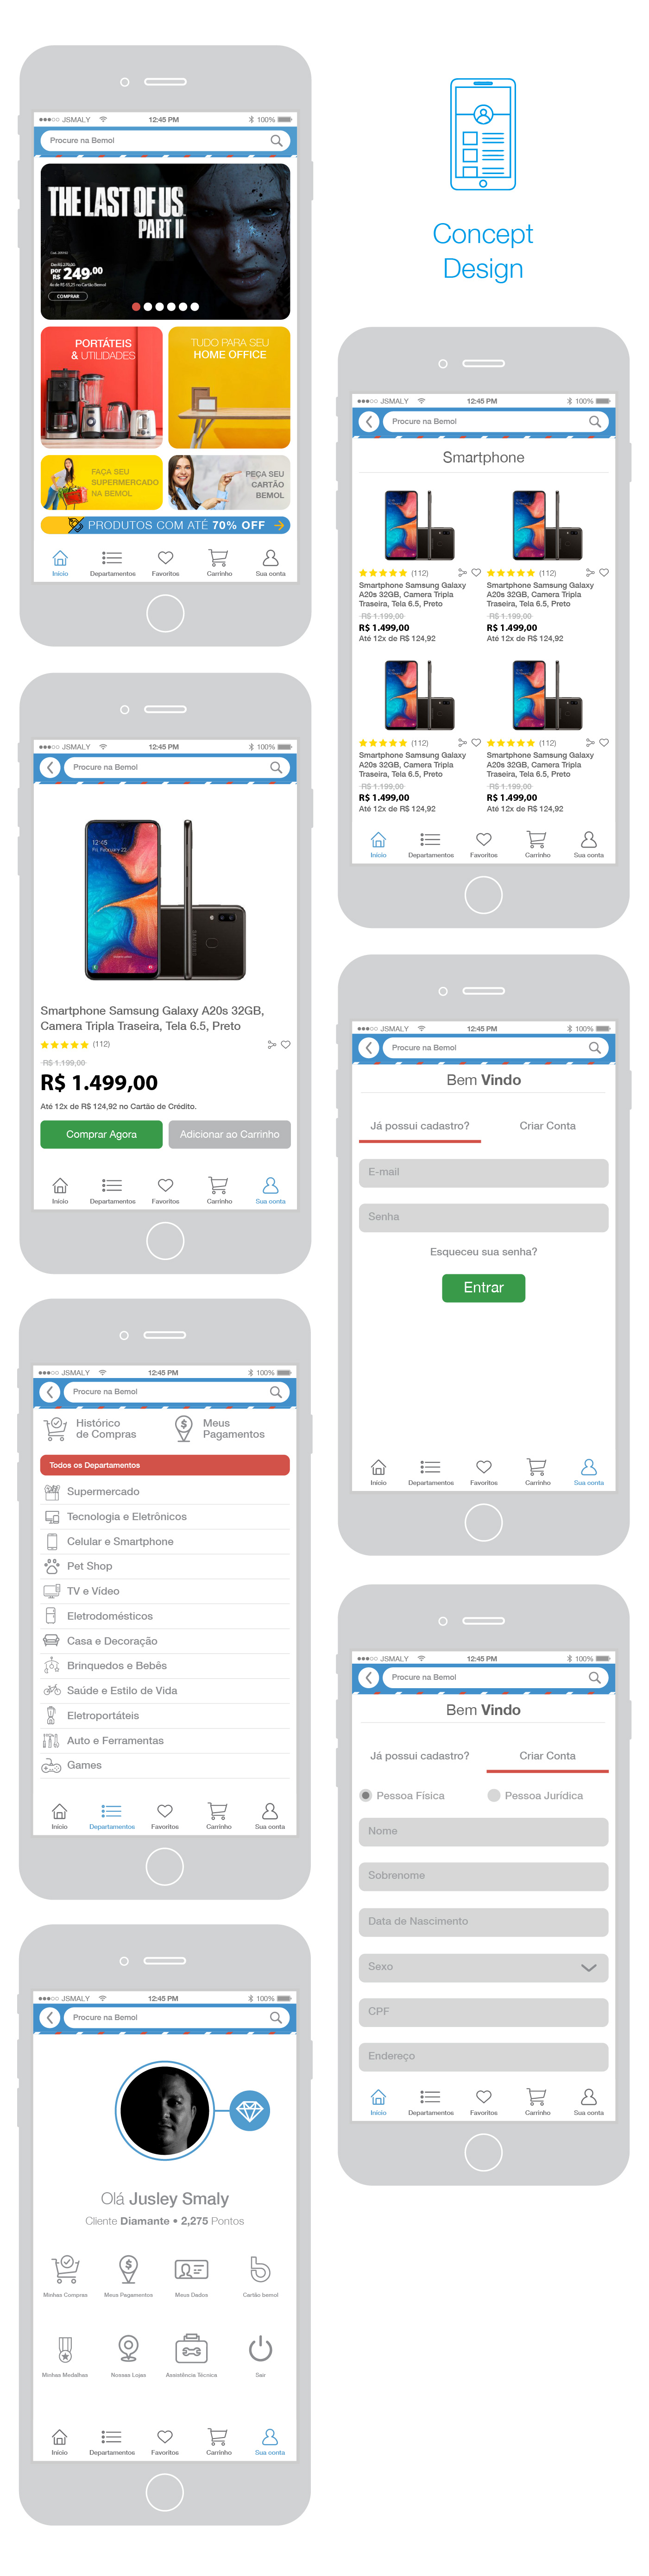 JSMALY
12:45 PM
100%
Procure na Bemol
THE LAST OF US
PART II
por
R$ 249,00
COMPRAR
PORTÁTEIS
& UTILIDADES
TUDO PARA SEU
HOME OFFICE
FAÇA SEU
SUPERMERCADO
NA BEMOL
PEÇA SEU
CARTÃO
BEMOL
PRODUTOS COM ATÉ 70% OFF
Início Departamentos Favoritos Carrinho Sua conta
Concept
Design
JSMALY 12:45 PM 100%
Procure na Bemol
Smartphone
(112) (112)
Smartphone Samsung Galaxy Smartphone Samsung Galaxy
A20s 32GB, Camera Tripla A20s 32GB, Camera Tripla
Traseira, Tela 6.5, Preto Traseira, Tela 6.5, Preto
R$ 1.199,00 R$ 1.199,00
R$ 1.499,00 R$ 1.499,00
Até 12x de R$ 124,92 Até 12x de R$ 124,92
(112) (112)
Smartphone Samsung Galaxy Smartphone Samsung Galaxy
A20s 32GB, Camera Tripla A20s 32GB, Camera Tripla
Traseira, Tela 6.5, Preto Traseira, Tela 6.5, Preto
R$ 1.199,00 R$ 1.199,00
R$ 1.499,00 R$ 1.499,00
Até 12x de R$ 124,92 Até 12x de R$ 124,92
Início Departamentos Favoritos Carrinho Sua conta
JSMALY 12:45 PM 100%
Procure na Bemol
12:45
Fri, February 22
SAMSUNG
Smartphone Samsung Galaxy A20s 32GB,
Camera Tripla Traseira, Tela 6.5, Preto
(112)
R$ 1.199,00
R$ 1.499,00
Até 12x de R$ 124,92 no Cartão de Crédito.
Comprar Agora Adicionar ao Carrinho
Início Departamentos Favoritos Carrinho Sua conta
JSMALY 12:45 PM 100%
Procure na Bemol
Bem Vindo
Já possui cadastro? Criar Conta
E-mail
Senha
Esqueceu sua senha?
Entrar
Início Departamentos Favoritos Carrinho Sua conta
JSMALY 12:45 PM 100%
Procure na Bemol
Histórico
de Compras
Meus
Pagamentos
Todos os Departamentos
Supermercado
Tecnologia e Eletrônicos
Celular e Smartphone
Pet Shop
TV e Vídeo
Eletrodomésticos
Casa e Decoração
Brinquedos e Bebês
Saúde e Estilo de Vida
Eletroportáteis
Auto e Ferramentas
Games
Início Departamentos Favoritos Carrinho Sua conta
JSMALY 12:45 PM 100%
Procure na Bemol
Bem Vindo
Já possui cadastro? Criar Conta
Pessoa Física Pessoa Jurídica
Nome
Sobrenome
Data de Nascimento
Sexo
CPF
Endereço
Início Departamentos Favoritos Carrinho Sua conta
JSMALY 12:45 PM 100%
Procure na Bemol
Olá Jusley Smaly
Cliente Diamante • 2,275 Pontos
Minhas Compras Meus Pagamentos Meus Dados Cartão bemol
Minhas Medalhas Nossas Lojas Assistência Técnica Sair
Início Departamentos Favoritos Carrinho Sua conta